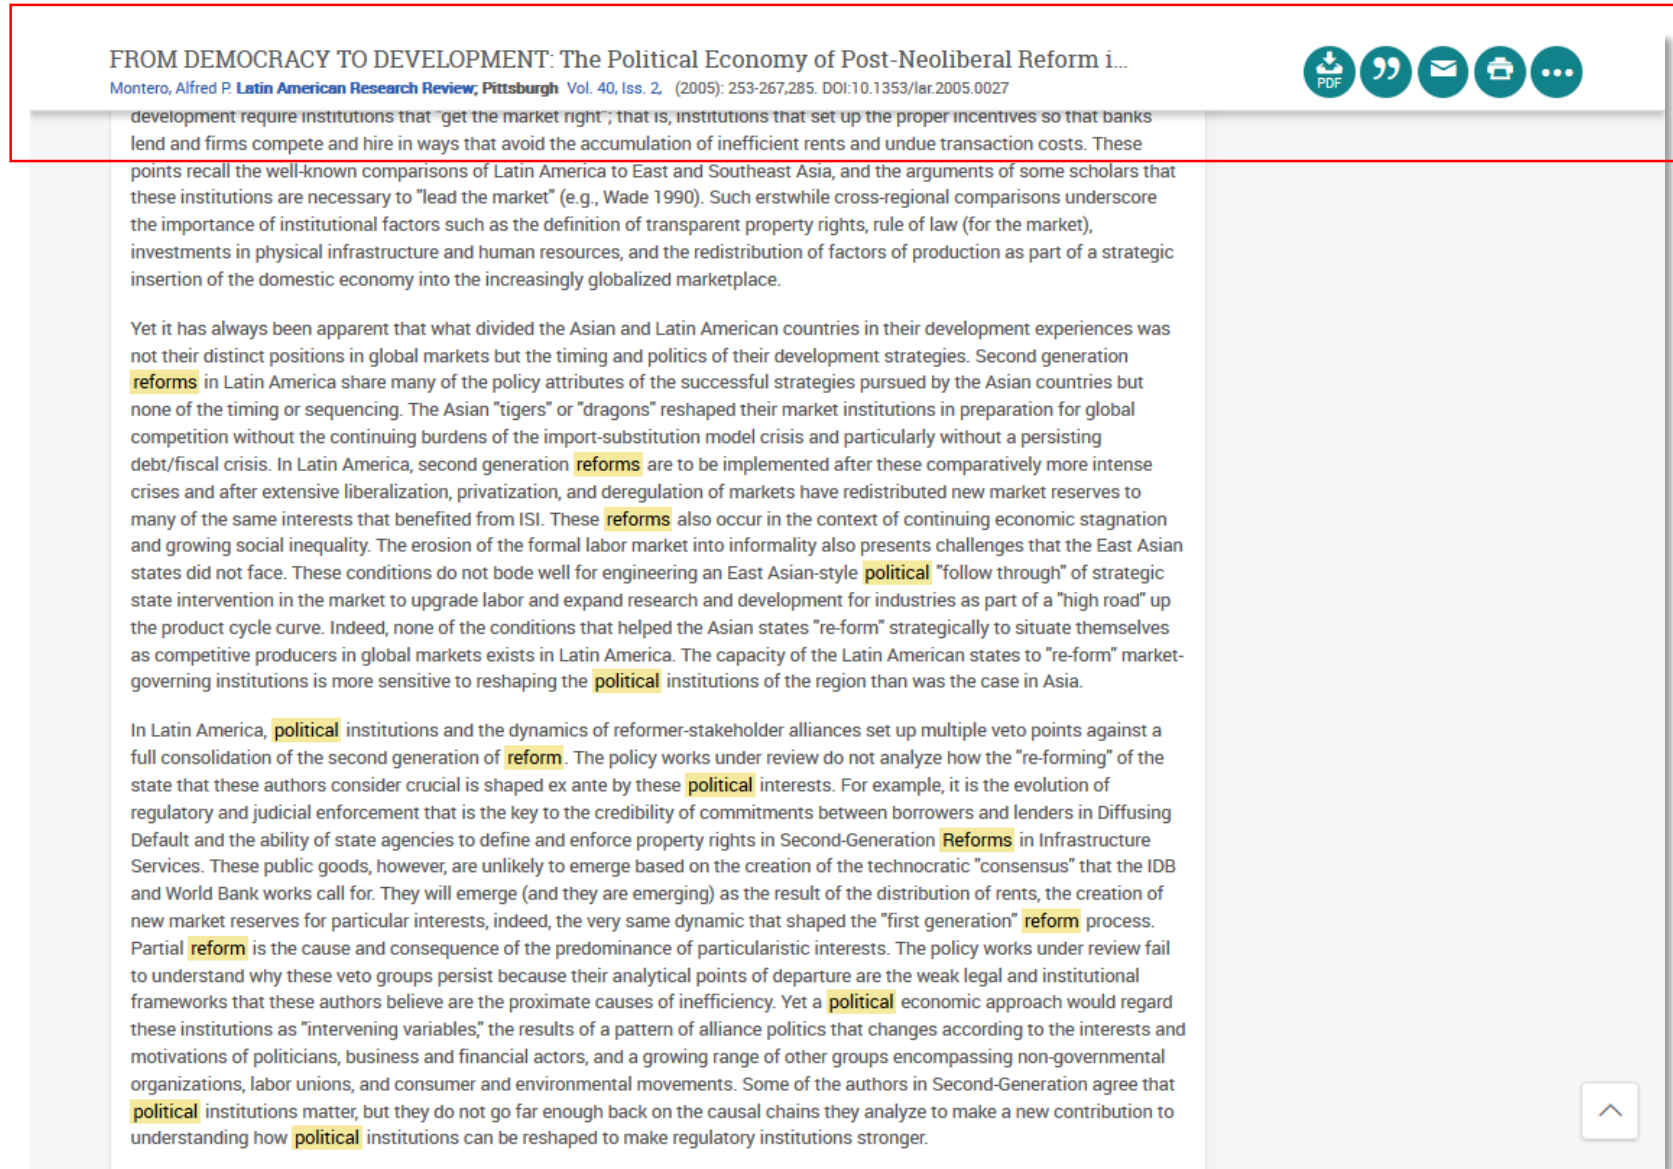 FROM DEMOCRACY TO DEVELOPMENT: The Political Economy of Post-Neoliberal Reform i...
Montero, Alfred P. Latin American Research Review; Pittsburgh Vol. 40, Iss. 2, (2005): 253-267,285. DOI:10.1353/lar.2005.0027
PDF
development require institutions that "get the market right"; that is, institutions that set up the proper incentives so that banks
lend and firms compete and hire in ways that avoid the accumulation of inefficient rents and undue transaction costs. These
points recall the well-known comparisons of Latin America to East and Southeast Asia, and the arguments of some scholars that
these institutions are necessary to "lead the market" (e.g., Wade 1990). Such erstwhile cross-regional comparisons underscore
the importance of institutional factors such as the definition of transparent property rights, rule of law (for the market),
investments in physical infrastructure and human resources, and the redistribution of factors of production as part of a strategic
insertion of the domestic economy into the increasingly globalized marketplace.
Yet it has always been apparent that what divided the Asian and Latin American countries in their development experiences was
not their distinct positions in global markets but the timing and politics of their development strategies. Second generation
reforms in Latin America share many of the policy attributes of the successful strategies pursued by the Asian countries but
none of the timing or sequencing. The Asian "tigers" or "dragons" reshaped their market institutions in preparation for global
competition without the continuing burdens of the import-substitution model crisis and particularly without a persisting
debt/fiscal crisis. In Latin America, second generation reforms are to be implemented after these comparatively more intense
crises and after extensive liberalization, privatization, and deregulation of markets have redistributed new market reserves to
many of the same interests that benefited from ISI. These reforms also occur in the context of continuing economic stagnation
and growing social inequality. The erosion of the formal labor market into informality also presents challenges that the East Asian
states did not face. These conditions do not bode well for engineering an East Asian-style political "follow through" of strategic
state intervention in the market to upgrade labor and expand research and development for industries as part of a "high road" up
the product cycle curve. Indeed, none of the conditions that helped the Asian states "re-form" strategically to situate themselves
as competitive producers in global markets exists in Latin America. The capacity of the Latin American states to "re-form" market-
governing institutions is more sensitive to reshaping the political institutions of the region than was the case in Asia.
In Latin America, political institutions and the dynamics of reformer-stakeholder alliances set up multiple veto points against a
full consolidation of the second generation of reform. The policy works under review do not analyze how the "re-forming" of the
state that these authors consider crucial is shaped ex ante by these political interests. For example, it is the evolution of
regulatory and judicial enforcement that is the key to the credibility of commitments between borrowers and lenders in Diffusing
Default and the ability of state agencies to define and enforce property rights in Second-Generation Reforms in Infrastructure
Services. These public goods, however, are unlikely to emerge based on the creation of the technocratic "consensus" that the IDB
and World Bank works call for. They will emerge (and they are emerging) as the result of the distribution of rents, the creation of
new market reserves for particular interests, indeed, the very same dynamic that shaped the "first generation" reform process.
Partial reform is the cause and consequence of the predominance of particularistic interests. The policy works under review fail
to understand why these veto groups persist because their analytical points of departure are the weak legal and institutional
frameworks that these authors believe are the proximate causes of inefficiency. Yet a political economic approach would regard
these institutions as "intervening variables," the results of a pattern of alliance politics that changes according to the interests and
motivations of politicians, business and financial actors, and a growing range of other groups encompassing non-governmental
organizations, labor unions, and consumer and environmental movements. Some of the authors in Second-Generation agree that
political institutions matter, but they do not go far enough back on the causal chains they analyze to make a new contribution to
understanding how political institutions can be reshaped to make regulatory institutions stronger.